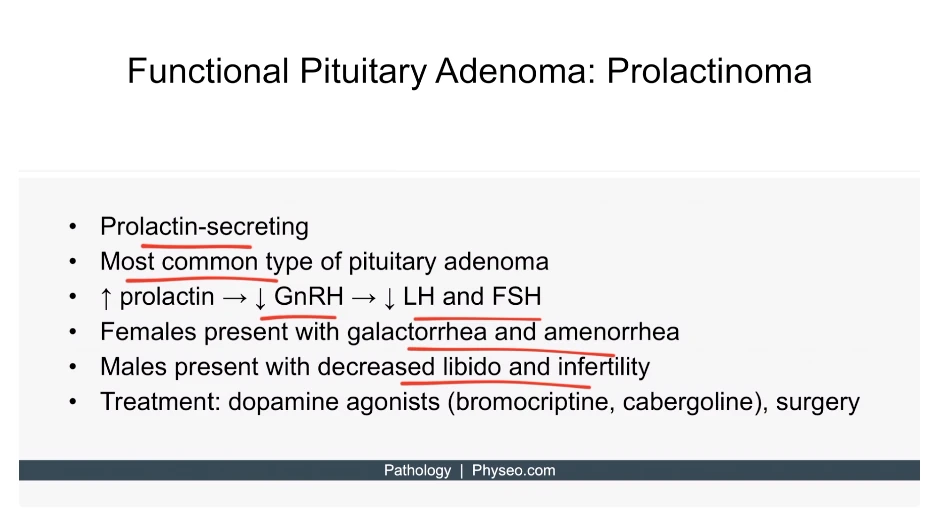 Functional Pituitary Adenoma: Prolactinoma
• Prolactin-secreting
• Most common type of pituitary adenoma
• ↑ prolactin → ↓ GnRH → ↓ LH and FSH
• Females present with galactorrhea and amenorrhea
• Males present with decreased libido and infertility
• Treatment: dopamine agonists (bromocriptine, cabergoline), surgery
Pathology | Physeo.com